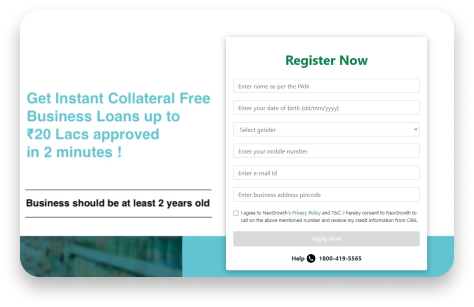 Get Instant Collateral Free
Business Loans up to
₹20 Lacs approved
in 2 minutes !
Business should be at least 2 years old
Register Now
Enter name as per the PAN
Enter your date of birth (dd/mm/yyyy)
Select gender
Enter your mobile number
Enter e-mail Id
Enter business address pincode
I agree to NeoGrowth's Privacy Policy and T&C. I hereby consent to NeoGrowth to
call on the above mentioned number and receive my credit information from CIBIL
Apply Now
Help 1800-419-5565